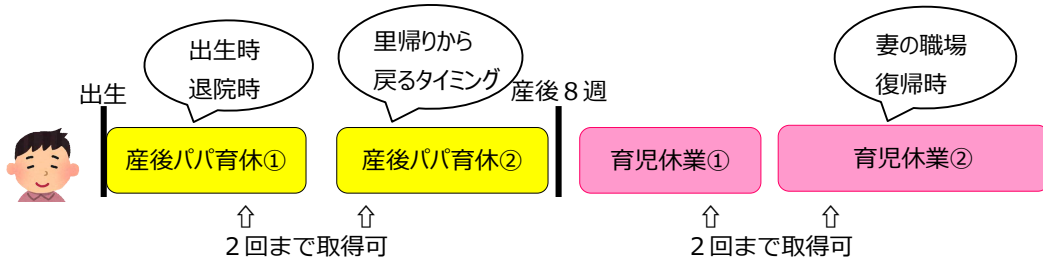 出生時
退院時
里帰りから
戻るタイミング
妻の職場
復帰時
出生
産後８週
産後パパ育休①
産後パパ育休②
育児休業①
育児休業②
⇧ ⇧ ⇧ ⇧
２回まで取得可
２回まで取得可